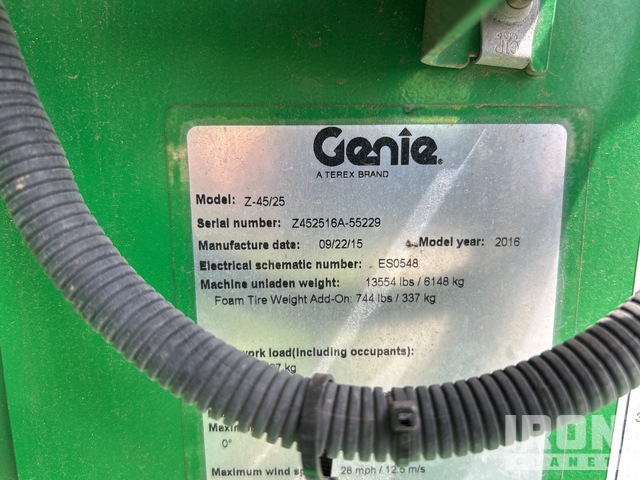 Genie
A TEREX BRAND
Model: Z-45/25
Serial number: Z452516A-55229
Manufacture date: 09/22/15 Model year: 2016
Electrical schematic number: ES0548
Machine unladen weight: 13554 lbs / 6148 kg
Foam Tire Weight Add-On: 744 lbs / 337 kg
work load(including occupants):
kg
0°
Maximum wind 28 mph / 12.5 m/s
IRON
PLANET